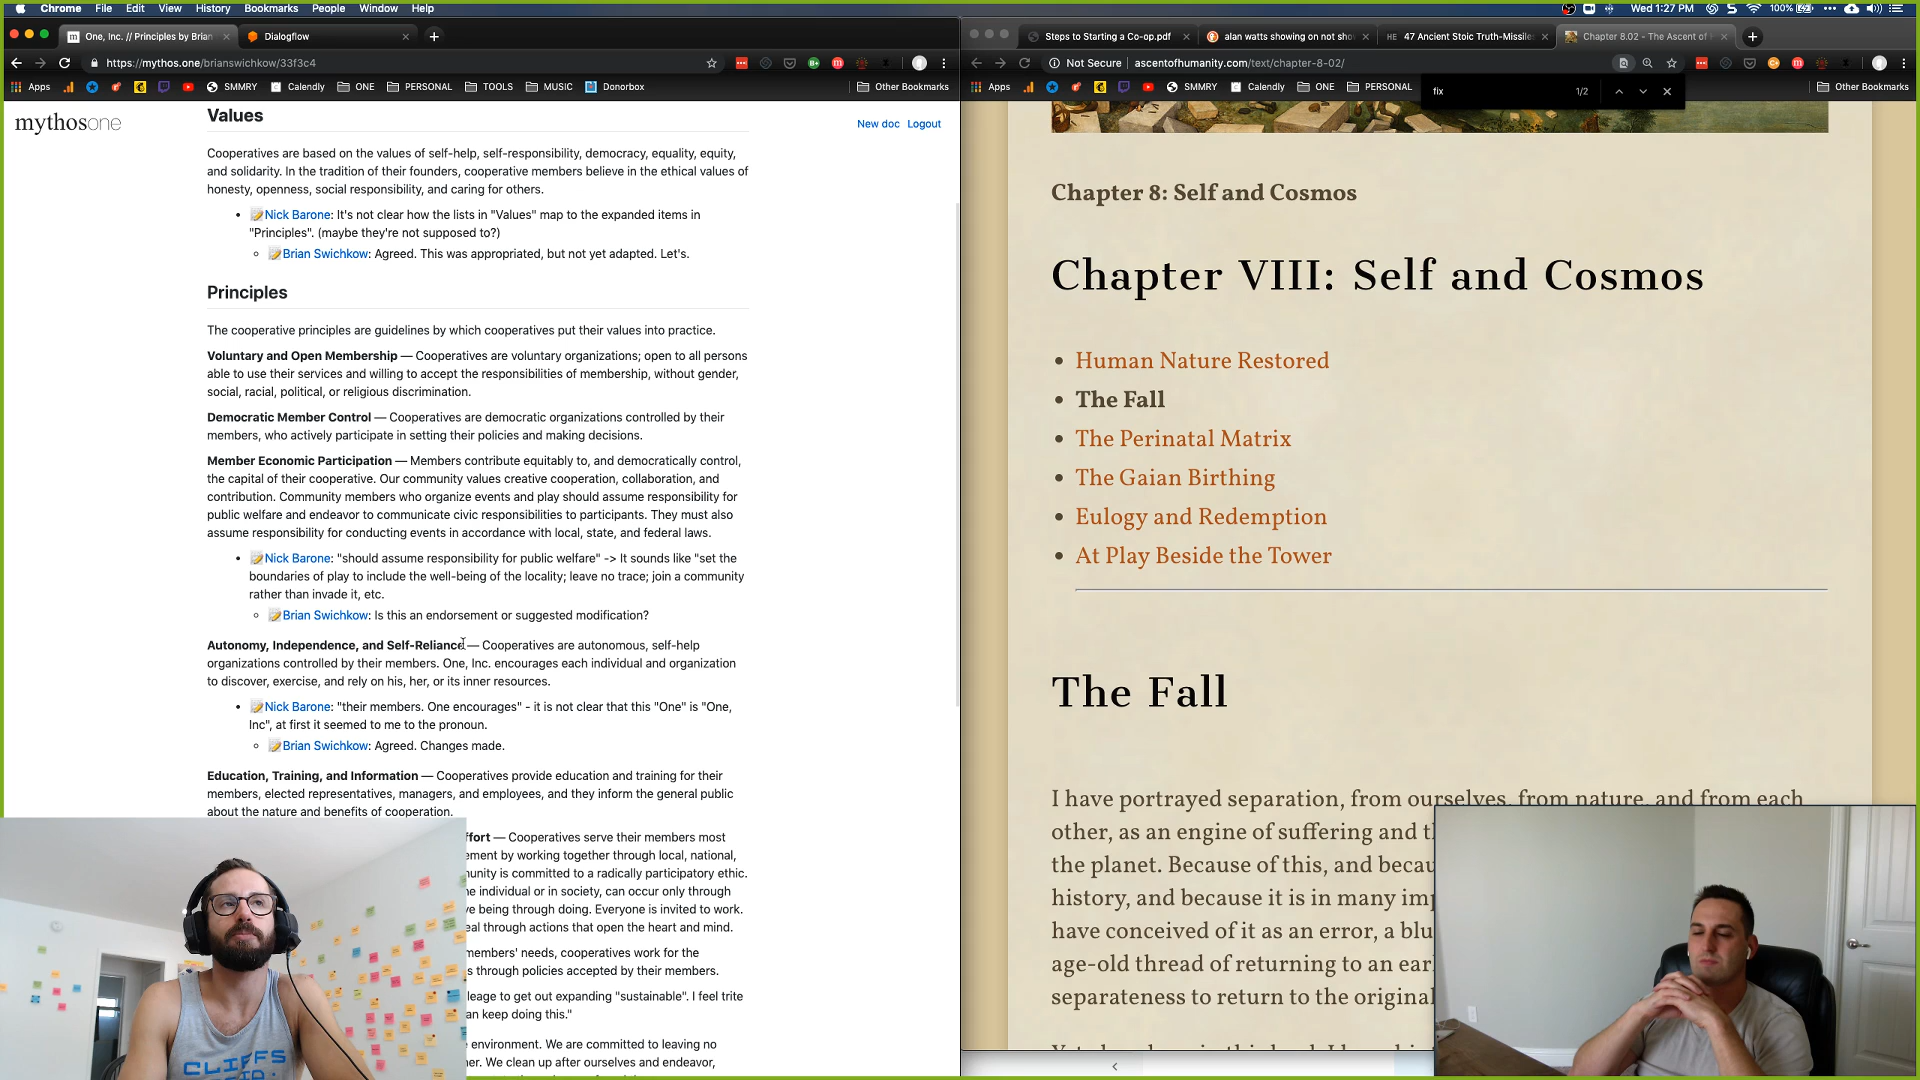 Chrome File Edit View History Bookmarks People Window Help
100% Wed 1:27 PM
One, Inc. // Principles by Brian
Dialogflow
https://mythos.one/brianswichkow/33f3c4
Apps SMMRY Calendly ONE PERSONAL TOOLS MUSIC Donorbox Other Bookmarks
mythosone
New doc Logout
Values
Cooperatives are based on the values of self-help, self-responsibility, democracy, equality, equity,
and solidarity. In the tradition of their founders, cooperative members believe in the ethical values of
honesty, openness, social responsibility, and caring for others.
Nick Barone: It's not clear how the lists in "Values" map to the expanded items in
"Principles". (maybe they're not supposed to?)
Brian Swichkow: Agreed. This was appropriated, but not yet adapted. Let's.
Principles
The cooperative principles are guidelines by which cooperatives put their values into practice.
Voluntary and Open Membership — Cooperatives are voluntary organizations; open to all persons
able to use their services and willing to accept the responsibilities of membership, without gender,
social, racial, political, or religious discrimination.
Democratic Member Control — Cooperatives are democratic organizations controlled by their
members, who actively participate in setting their policies and making decisions.
Member Economic Participation — Members contribute equitably to, and democratically control,
the capital of their cooperative. Our community values creative cooperation, collaboration, and
contribution. Community members who organize events and play should assume responsibility for
public welfare and endeavor to communicate civic responsibilities to participants. They must also
assume responsibility for conducting events in accordance with local, state, and federal laws.
Nick Barone: "should assume responsibility for public welfare" -> It sounds like "set the
boundaries of play to include the well-being of the locality; leave no trace; join a community
rather than invade it, etc.
Brian Swichkow: Is this an endorsement or suggested modification?
Autonomy, Independence, and Self-Reliance — Cooperatives are autonomous, self-help
organizations controlled by their members. One, Inc. encourages each individual and organization
to discover, exercise, and rely on his, her, or its inner resources.
Nick Barone: "their members. One encourages" - it is not clear that this "One" is "One,
Inc", at first it seemed to me to the pronoun.
Brian Swichkow: Agreed. Changes made.
Education, Training, and Information — Cooperatives provide education and training for their
members, elected representatives, managers, and employees, and they inform the general public
about the nature and benefits of cooperation.
ffort — Cooperatives serve their members most
ement by working together through local, national,
unity is committed to a radically participatory ethic.
e individual or in society, can occur only through
ve being through doing. Everyone is invited to work.
eal through actions that open the heart and mind.
members' needs, cooperatives work for the
s through policies accepted by their members.
leage to get out expanding "sustainable". I feel trite
an keep doing this."
e environment. We are committed to leaving no
er. We clean up after ourselves and endeavor,
CLIFFS
Steps to Starting a Co-op.pdf
alan watts showing on not sho
47 Ancient Stoic Truth-Missile
Chapter 8.02 - The Ascent of H
Not Secure ascentofhumanity.com/text/chapter-8-02/
Apps SMMRY Calendly ONE PERSONAL Other Bookmarks
fix 1/2
Chapter 8: Self and Cosmos
Chapter VIII: Self and Cosmos
Human Nature Restored
The Fall
The Perinatal Matrix
The Gaian Birthing
Eulogy and Redemption
At Play Beside the Tower
The Fall
I have portrayed separation, from ourselves, from nature, and from each
other, as an engine of suffering and t
the planet. Because of this, and becau
history, and because it is in many im
have conceived of it as an error, a blu
age-old thread of returning to an ear
separateness to return to the original